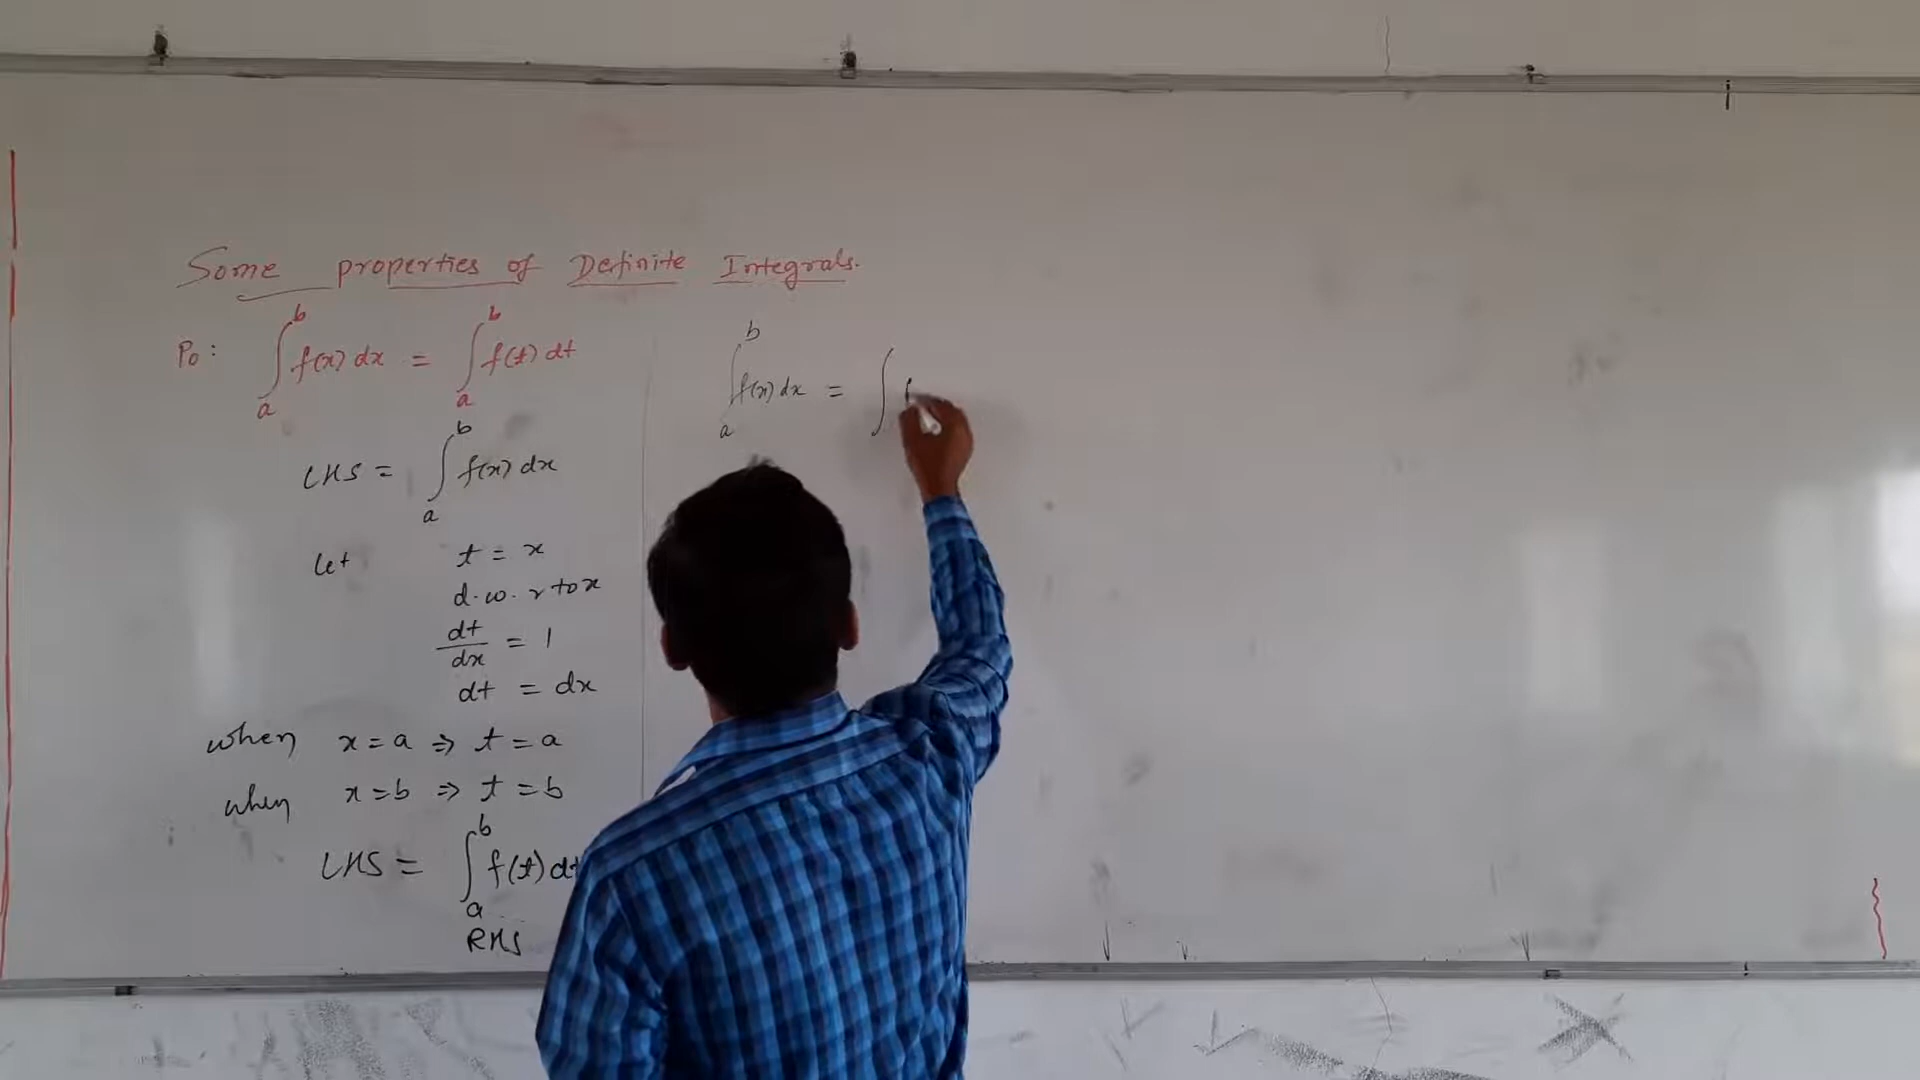 Some properties of Definite Integrals.
P₀: ∫ₐᵇ f(x) dx = ∫ₐᵇ f(t) dt
LHS = ∫ₐᵇ f(x) dx
Let t = x
d.w.r to x
dt/dx = 1
dt = dx
when x = a ⇒ t = a
when x = b ⇒ t = b
LHS = ∫ₐᵇ f(t) dt
RHS
∫ₐᵇ f(x) dx = ∫